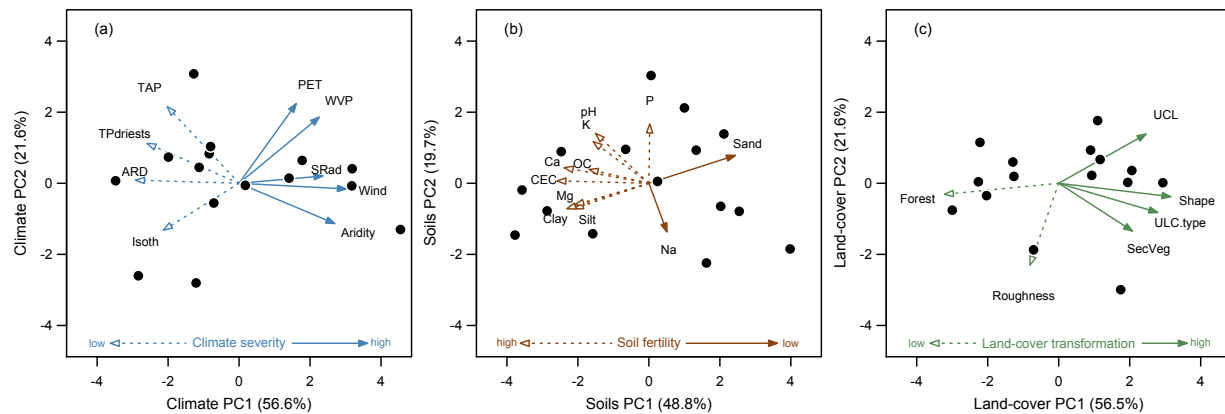 (a)
Climate PC2 (21.6%)
4
2
0
-2
-4
TAP
PET
WVP
TPdriests
ARD
SRad
Wind
Isoth
Aridity
low
Climate severity
high
-4
-2
0
2
4
Climate PC1 (56.6%)
(b)
Soils PC2 (19.7%)
4
2
0
-2
-4
pH
K
P
Sand
Ca
OC
CEC
Mg
Clay
Silt
Na
high
Soil fertility
low
-4
-2
0
2
4
Soils PC1 (48.8%)
(c)
Land-cover PC2 (21.6%)
4
2
0
-2
-4
UCL
Forest
Shape
ULC.type
SecVeg
Roughness
low
Land-cover transformation
high
-4
-2
0
2
4
Land-cover PC1 (56.5%)